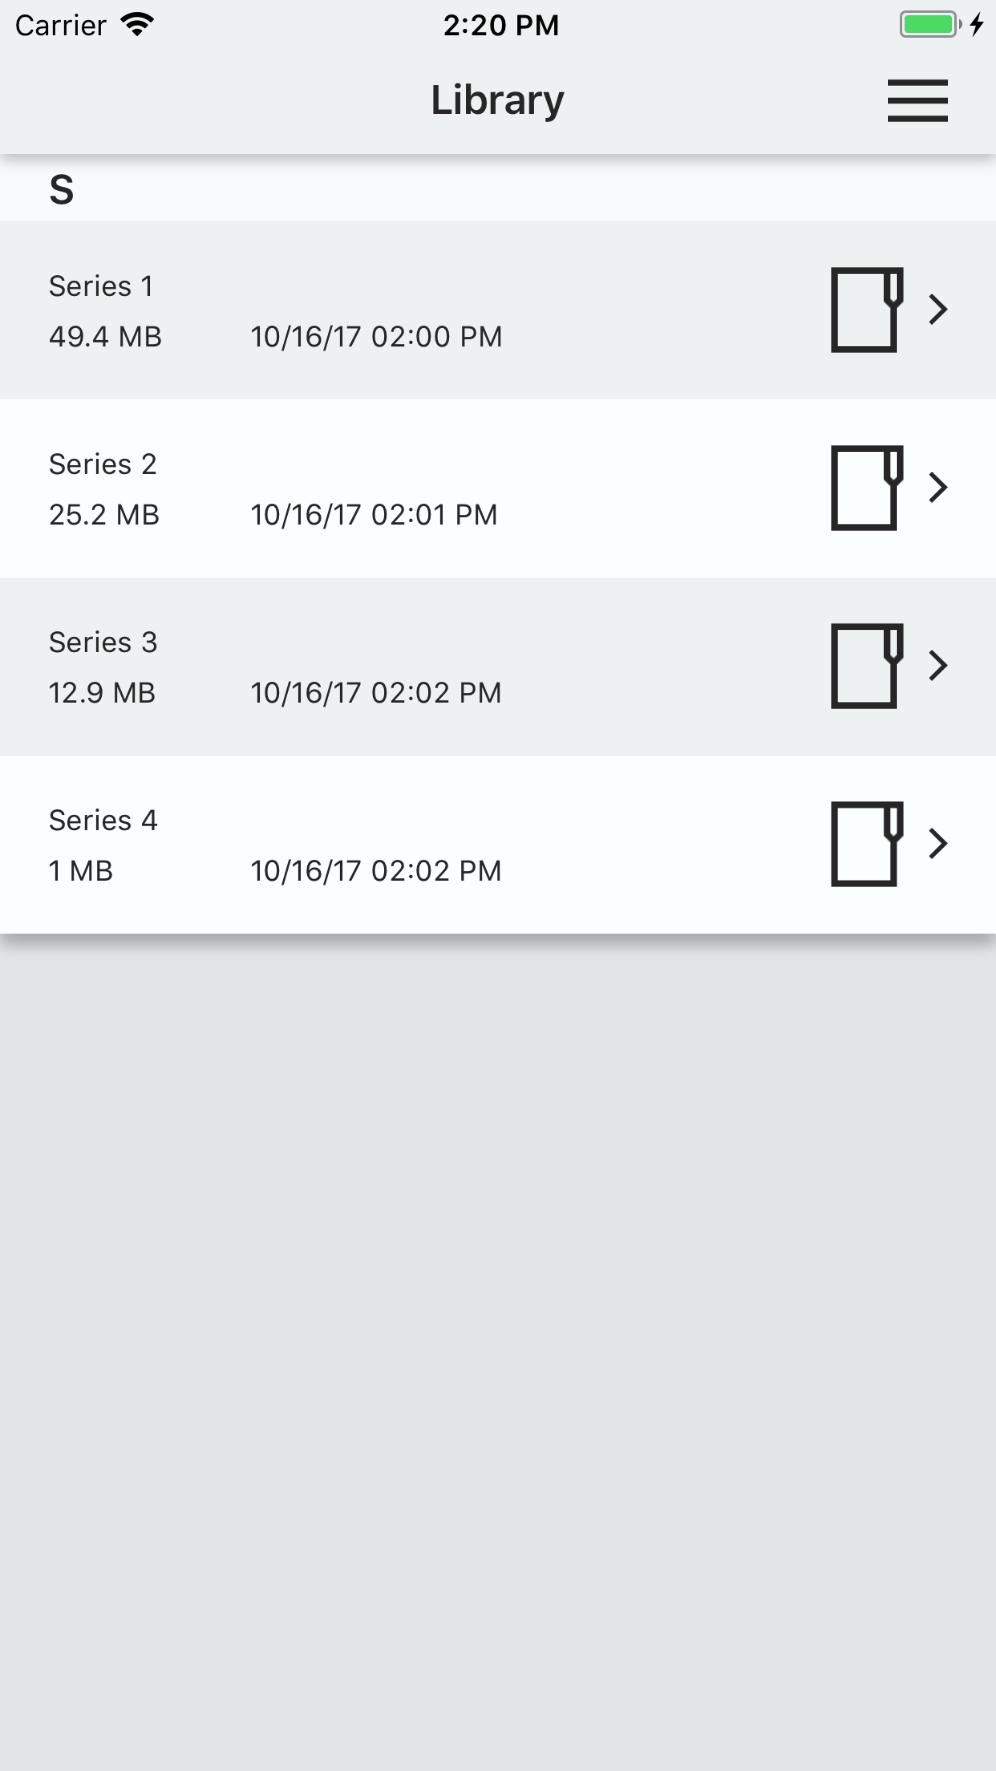 Carrier 2:20 PM
Library
S
Series 1
49.4 MB 10/16/17 02:00 PM
Series 2
25.2 MB 10/16/17 02:01 PM
Series 3
12.9 MB 10/16/17 02:02 PM
Series 4
1 MB 10/16/17 02:02 PM